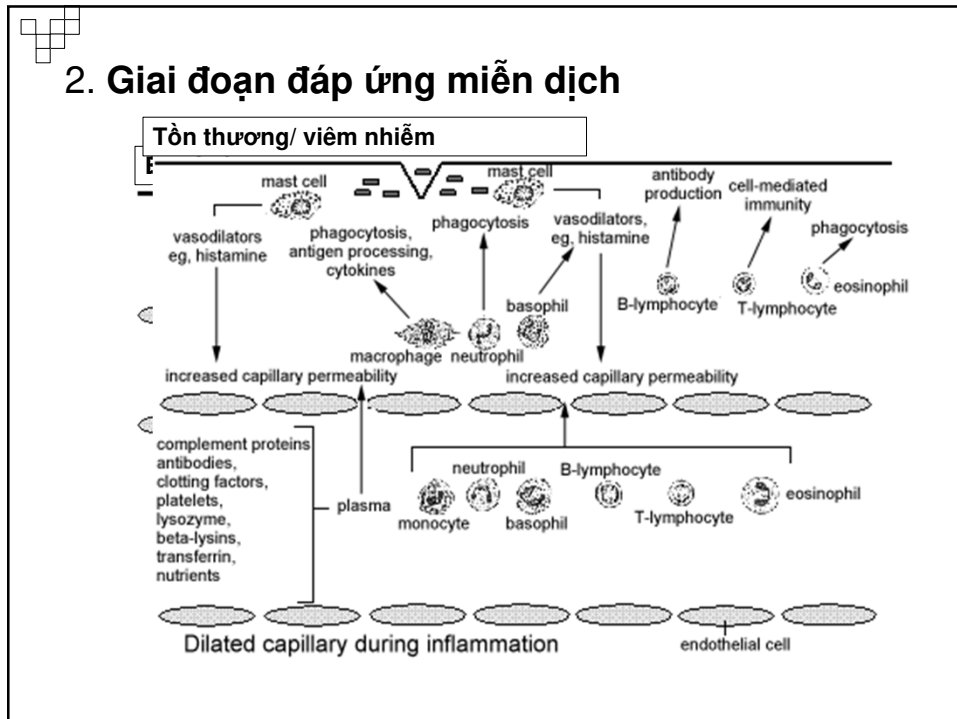 2. Giai đoạn đáp ứng miễn dịch
Tồn thương/ viêm nhiễm
mast cell
mast cell
antibody
production
cell-mediated
immunity
phagocytosis
vasodilators
eg, histamine
phagocytosis,
antigen processing,
cytokines
phagocytosis
vasodilators,
eg, histamine
basophil
B-lymphocyte
T-lymphocyte
eosinophil
macrophage
neutrophil
increased capillary permeability
increased capillary permeability
complement proteins
antibodies,
clotting factors,
platelets,
lysozyme,
beta-lysins,
transferrin,
nutrients
plasma
monocyte
neutrophil
basophil
B-lymphocyte
T-lymphocyte
eosinophil
Dilated capillary during inflammation
endothelial cell